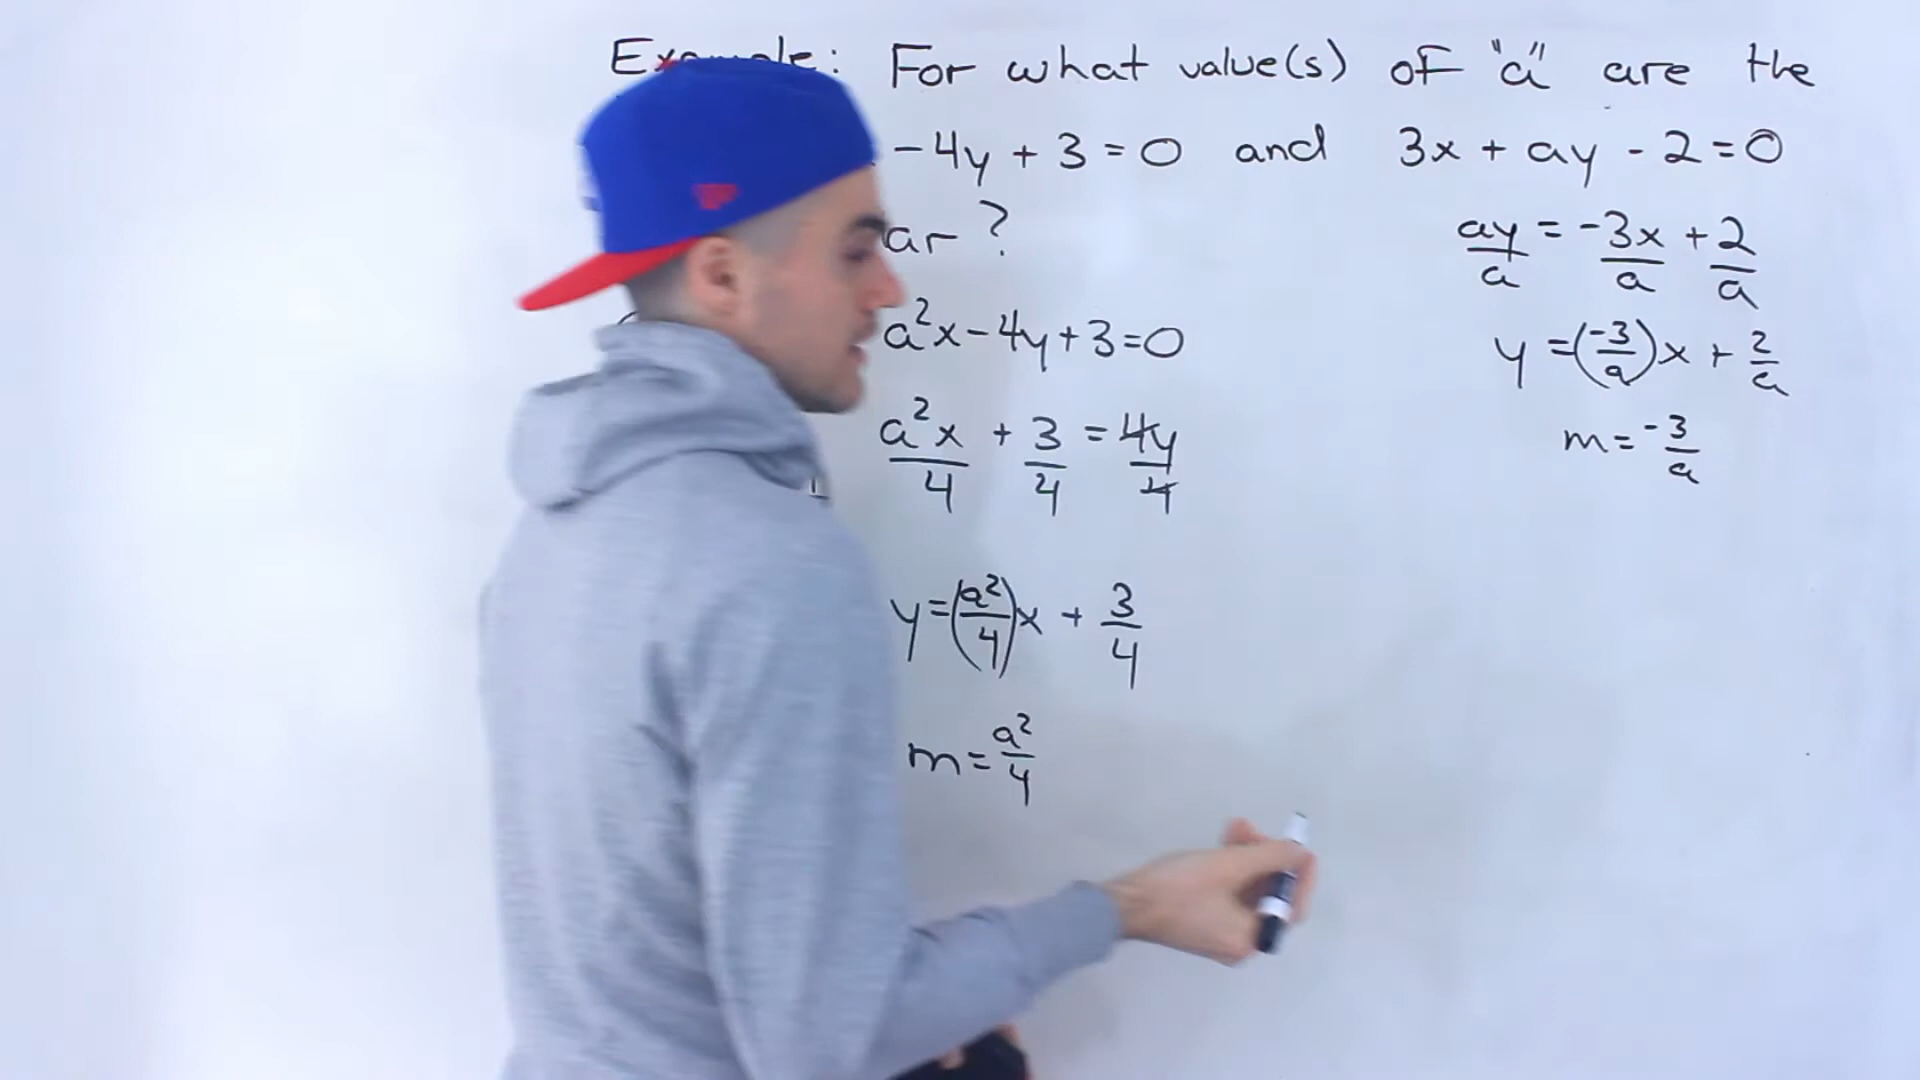 Example: For what value(s) of "a" are the
-4y + 3 = 0 and 3x + ay - 2 = 0
ar ?
ay/a = -3x/a + 2/a
a²x - 4y + 3 = 0
y = (-3/a)x + 2/a
a²x/4 + 3/4 = 4y/4
m = -3/a
y = (a²/4)x + 3/4
m = a²/4